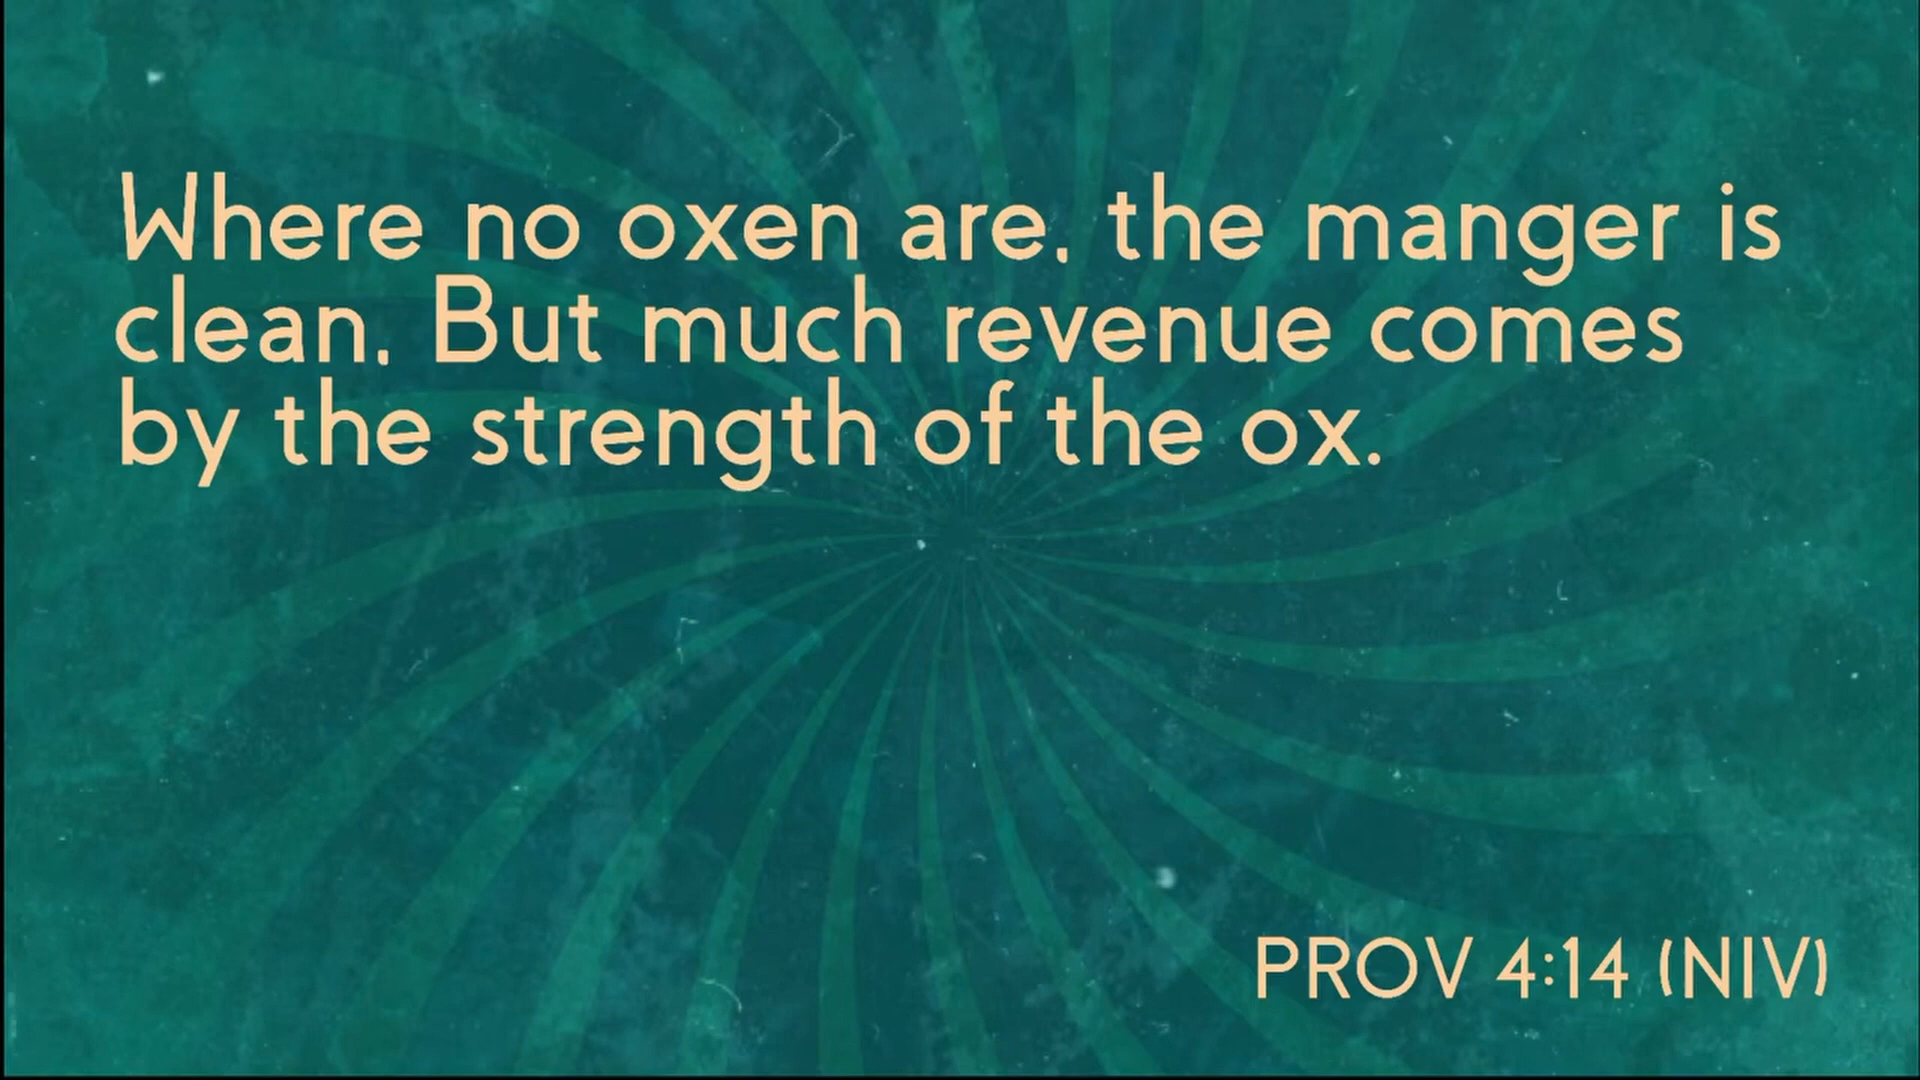 Where no oxen are, the manger is
clean, But much revenue comes
by the strength of the ox.
PROV 4:14 (NIV)